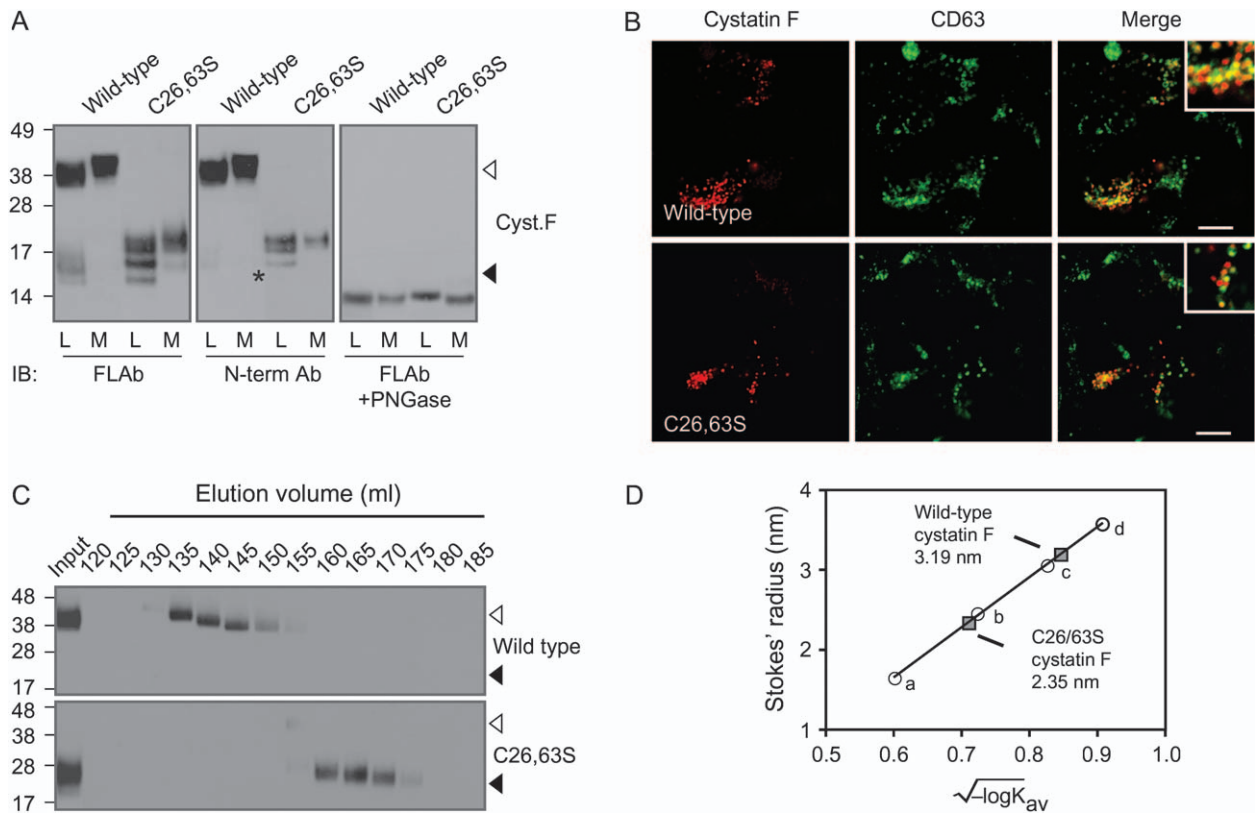 A
Wild-type
C26,63S
Wild-type
C26,63S
Wild-type
C26,63S
49
38
28
17
14
Cyst.F
*
L M L M
L M L M
L M L M
IB:
FLAb
N-term Ab
FLAb
+PNGase
B
Cystatin F
CD63
Merge
Wild-type
C26,63S
C
Elution volume (ml)
Input 120 125 130 135 140 145 150 155 160 165 170 175 180 185
48
38
28
17
Wild type
48
38
28
17
C26,63S
D
Stokes' radius (nm)
4
3
2
1
Wild-type
cystatin F
3.19 nm
d
c
b
a
C26/63S
cystatin F
2.35 nm
0.5 0.6 0.7 0.8 0.9 1.0
√–logKav